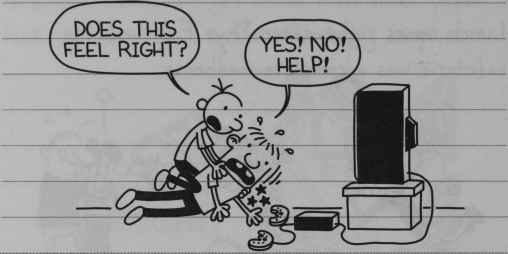 DOES THIS
FEEL RIGHT?
YES! NO!
HELP!